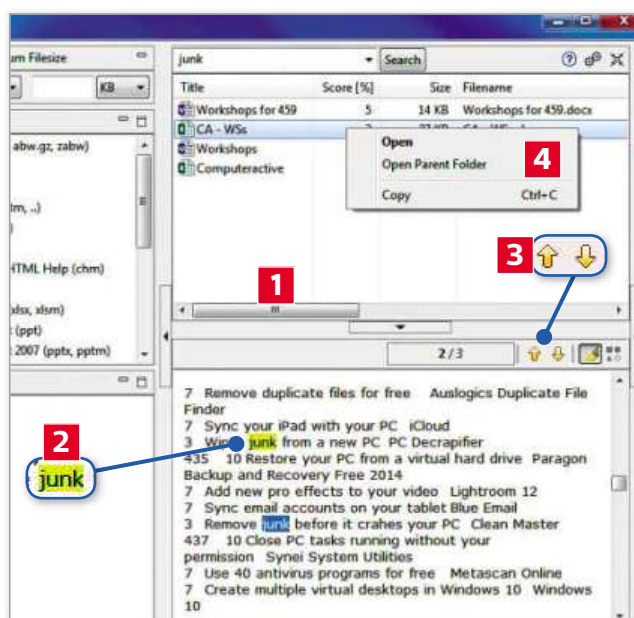 um Filesize
KB
junk
Search
Title Score [%] Size Filename
Workshops for 459 5 14 KB Workshops for 459.docx
CA - WSs
Workshops
Computeractive
Open
Open Parent Folder
Copy Ctrl+C
4
3
1
2
junk
abw.gz, zabw)
tm, ..)
)
HTML Help (chm)
xlsx, xlsm)
(ppt)
2007 (pptx, pptm)
2/3
7 Remove duplicate files for free Auslogics Duplicate File
Finder
7 Sync your iPad with your PC iCloud
3 Wipe junk from a new PC PC Decrapifier
435 10 Restore your PC from a virtual hard drive Paragon
Backup and Recovery Free 2014
7 Add new pro effects to your video Lightroom 12
7 Sync email accounts on your tablet Blue Email
3 Remove junk before it crahes your PC Clean Master
437 10 Close PC tasks running without your
permission Synei System Utilities
7 Use 40 antivirus programs for free Metascan Online
7 Create multiple virtual desktops in Windows 10 Windows
10